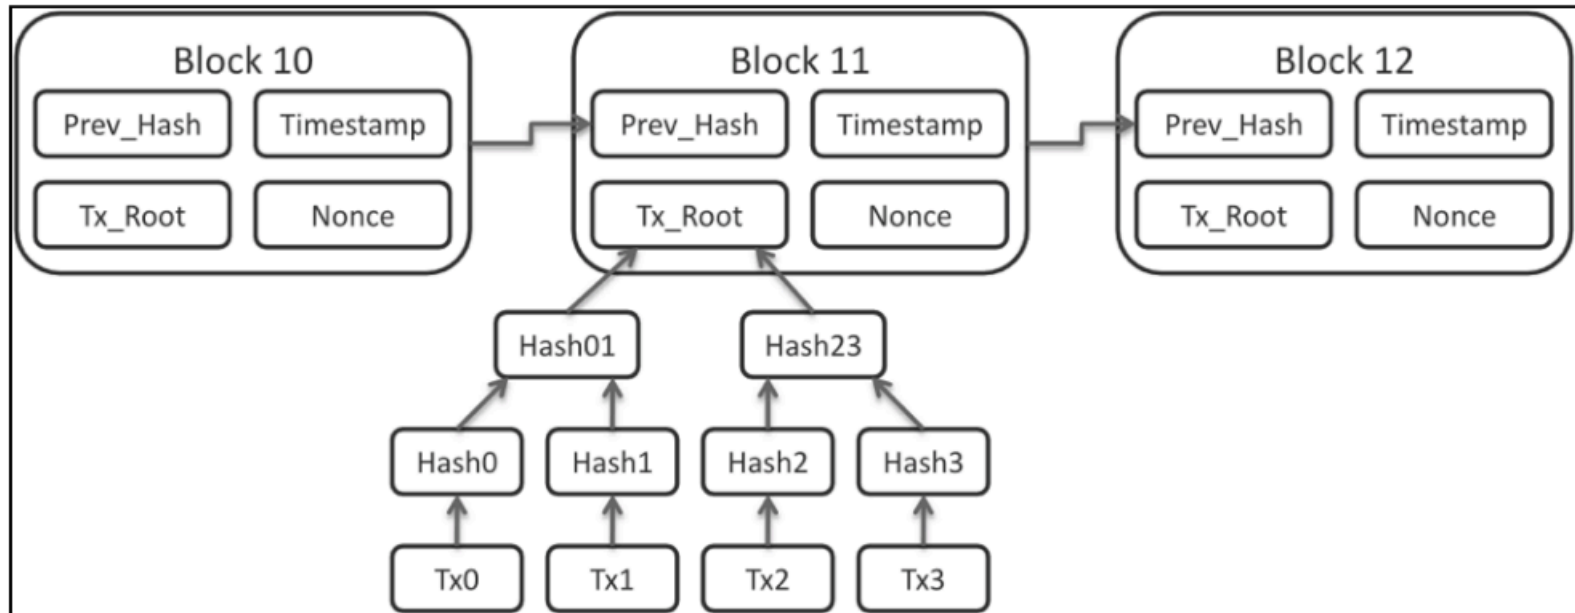 Block 10
Block 11
Block 12
Prev_Hash
Timestamp
Prev_Hash
Timestamp
Prev_Hash
Timestamp
Tx_Root
Nonce
Tx_Root
Nonce
Tx_Root
Nonce
Hash01
Hash23
Hash0
Hash1
Hash2
Hash3
Tx0
Tx1
Tx2
Tx3